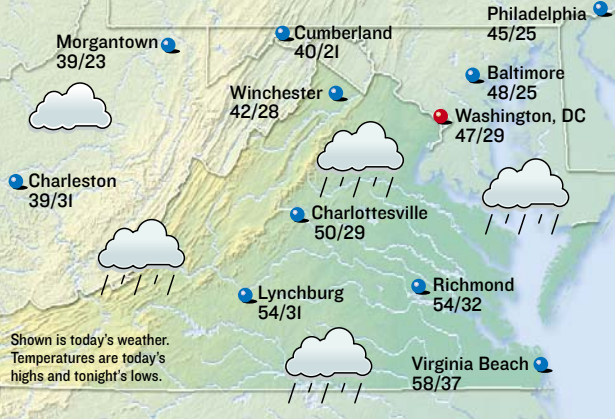 Philadelphia
45/25
Cumberland
40/21
Morgantown
39/23
Baltimore
48/25
Winchester
42/28
Washington, DC
47/29
Charleston
39/31
Charlottesville
50/29
Richmond
54/32
Lynchburg
54/31
Shown is today's weather.
Temperatures are today's
highs and tonight's lows.
Virginia Beach
58/37